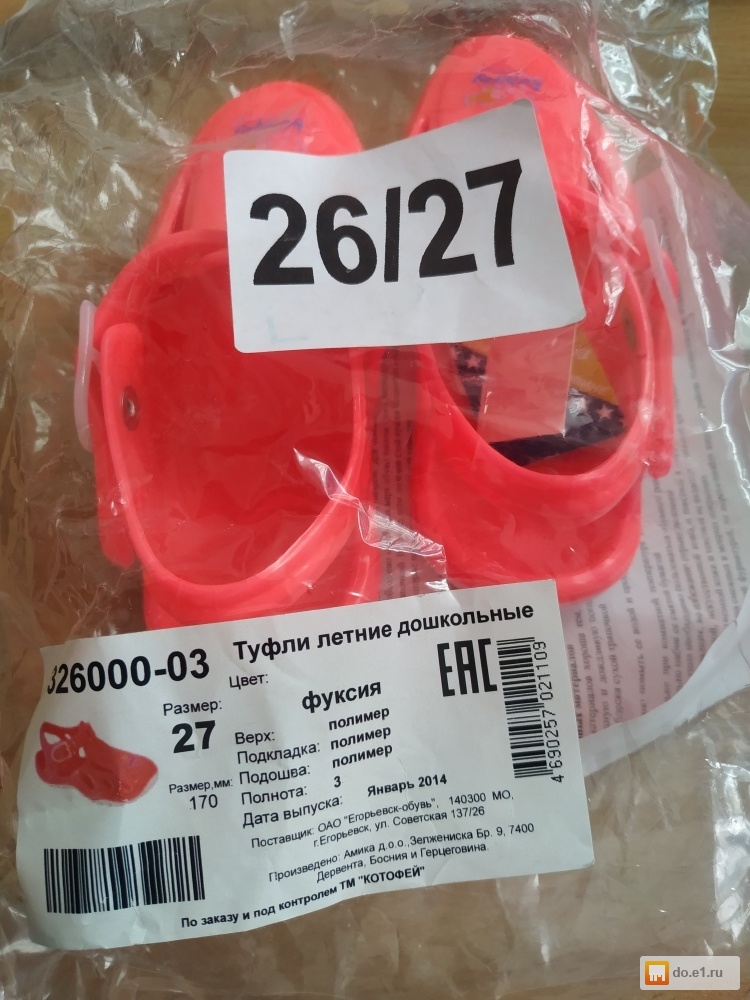 26/27
326000-03
Туфли летние дошкольные
Размер:
27
Размер,мм:
170
Цвет:
фуксия
Верх: полимер
Подкладка: полимер
Подошва: полимер
Полнота: 3
Дата выпуска: Январь 2014
EAC
4 690257 021109
Поставщик: ОАО "Егорьевск-обувь", 140300 МО,
г.Егорьевск, ул. Советская 137/26
Произведено: Амика д.о.о.,Зелжениска Бр. 9, 7400
Дервента, Босния и Герцеговина.
По заказу и под контролем ТМ "КОТОФЕЙ"
do.e1.ru